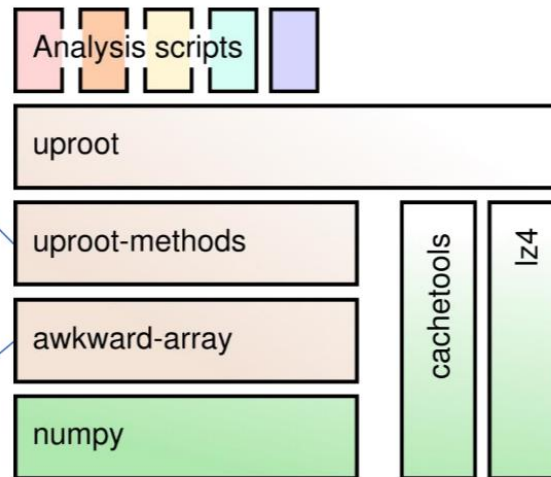 Analysis scripts
uproot
uproot-methods
awkward-array
numpy
cachetools
lz4